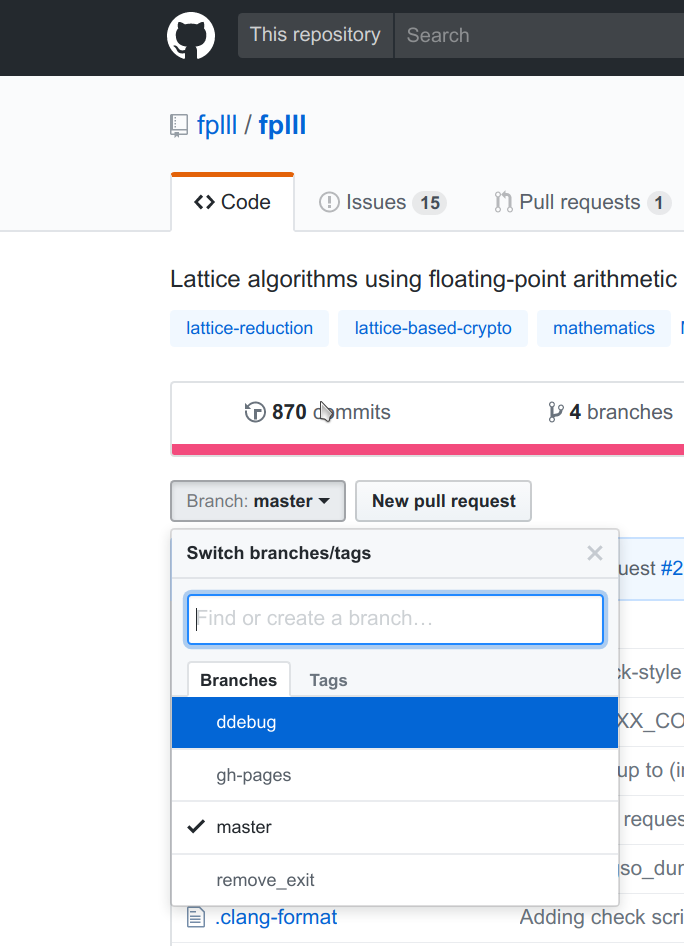 This repository Search
fplll / fplll
Code Issues 15 Pull requests 1
Lattice algorithms using floating-point arithmetic
lattice-reduction lattice-based-crypto mathematics
870 commits 4 branches
Branch: master New pull request
Switch branches/tags
uest #2
Find or create a branch…
Branches Tags
ck-style
ddebug
XX_CO
gh-pages
up to (in
master
reques
so_dur
remove_exit
.clang-format Adding check scri